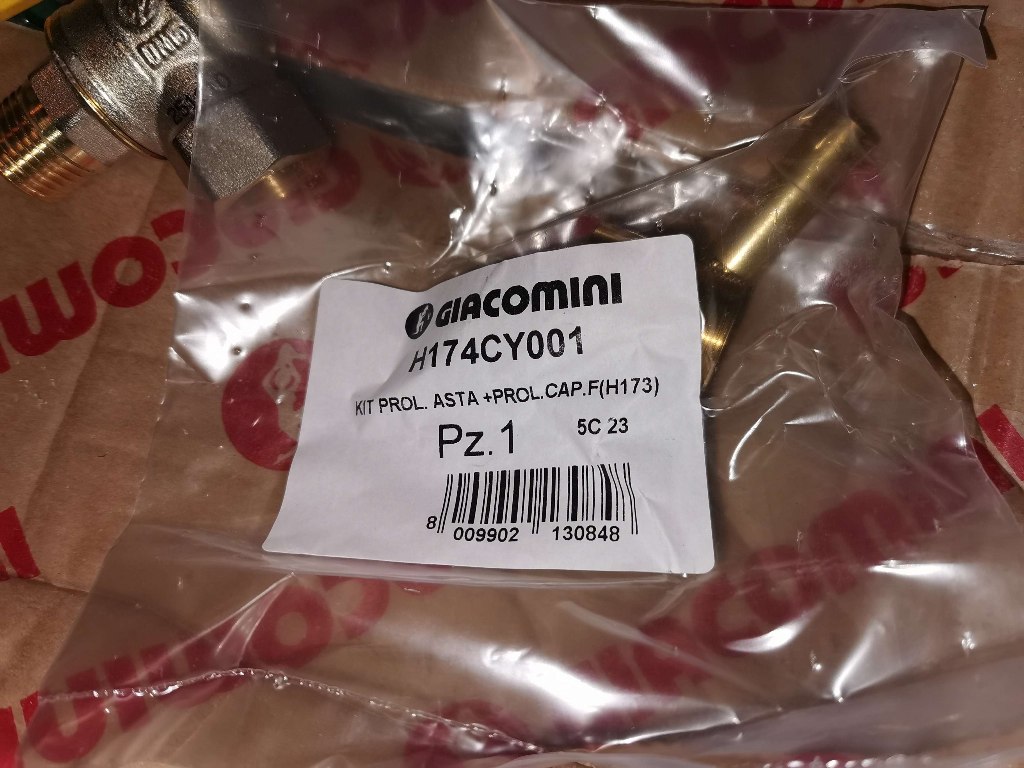 GIACOMINI
H174CY001
KIT PROL. ASTA +PROL.CAP.F(H173)
Pz.1
5C 23
8 009902 130848